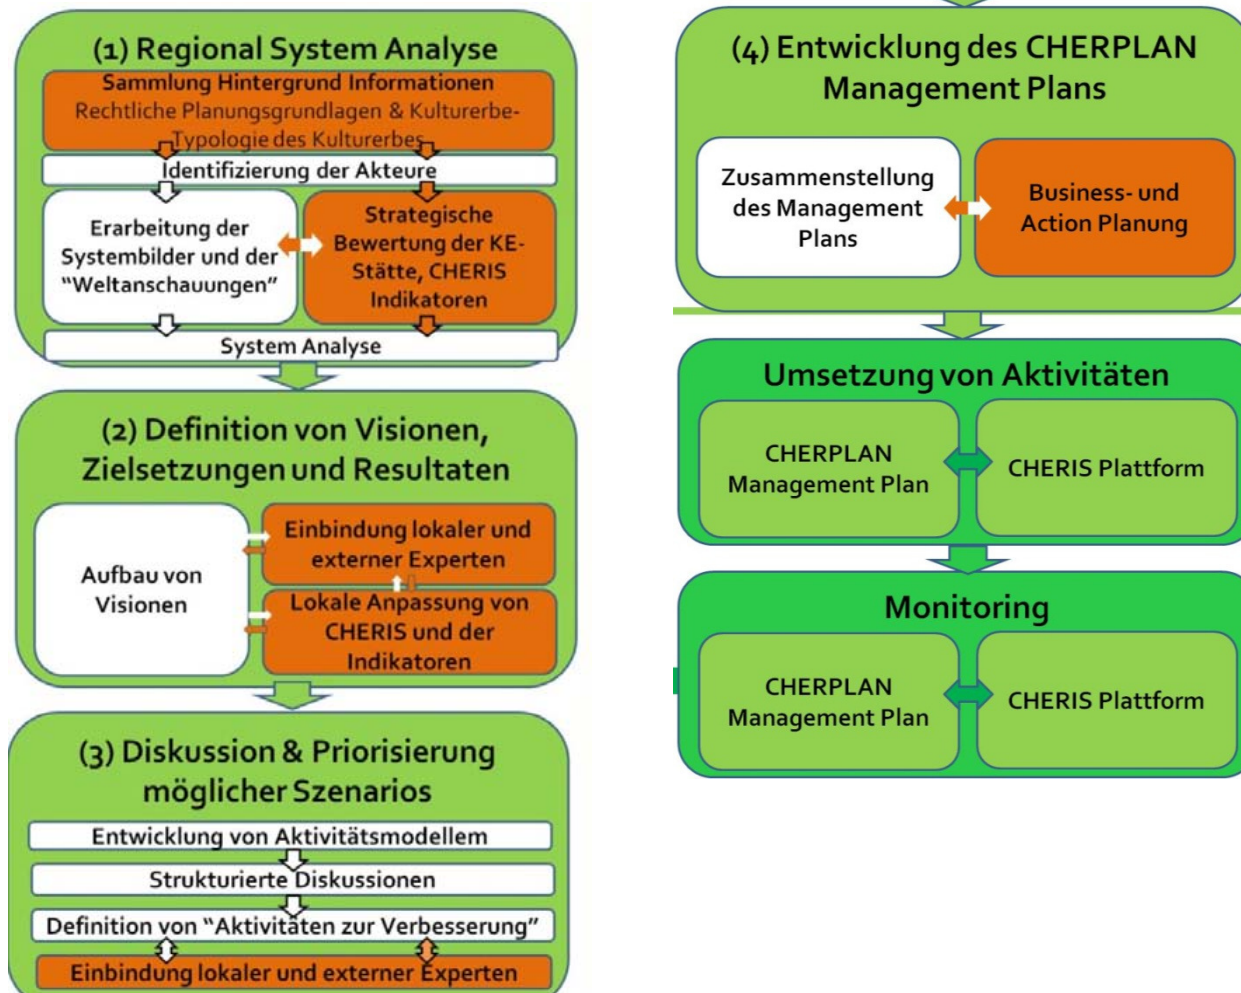 (1) Regional System Analyse
Sammlung Hintergrund Informationen
Rechtliche Planungsgrundlagen & Kulturerbe-
Typologie des Kulturerbes
Identifizierung der Akteure
Erarbeitung der
Systembilder und der
“Weltanschauungen”
Strategische
Bewertung der KE-
Stätte, CHERIS
Indikatoren
System Analyse
(2) Definition von Visionen,
Zielsetzungen und Resultaten
Aufbau von
Visionen
Einbindung lokaler und
externer Experten
Lokale Anpassung von
CHERIS und der
Indikatoren
(3) Diskussion & Priorisierung
möglicher Szenarios
Entwicklung von Aktivitätsmodellem
Strukturierte Diskussionen
Definition von “Aktivitäten zur Verbesserung”
Einbindung lokaler und externer Experten
(4) Entwicklung des CHERPLAN
Management Plans
Zusammenstellung
des Management
Plans
Business- und
Action Planung
Umsetzung von Aktivitäten
CHERPLAN
Management Plan
CHERIS Plattform
Monitoring
CHERPLAN
Management Plan
CHERIS Plattform